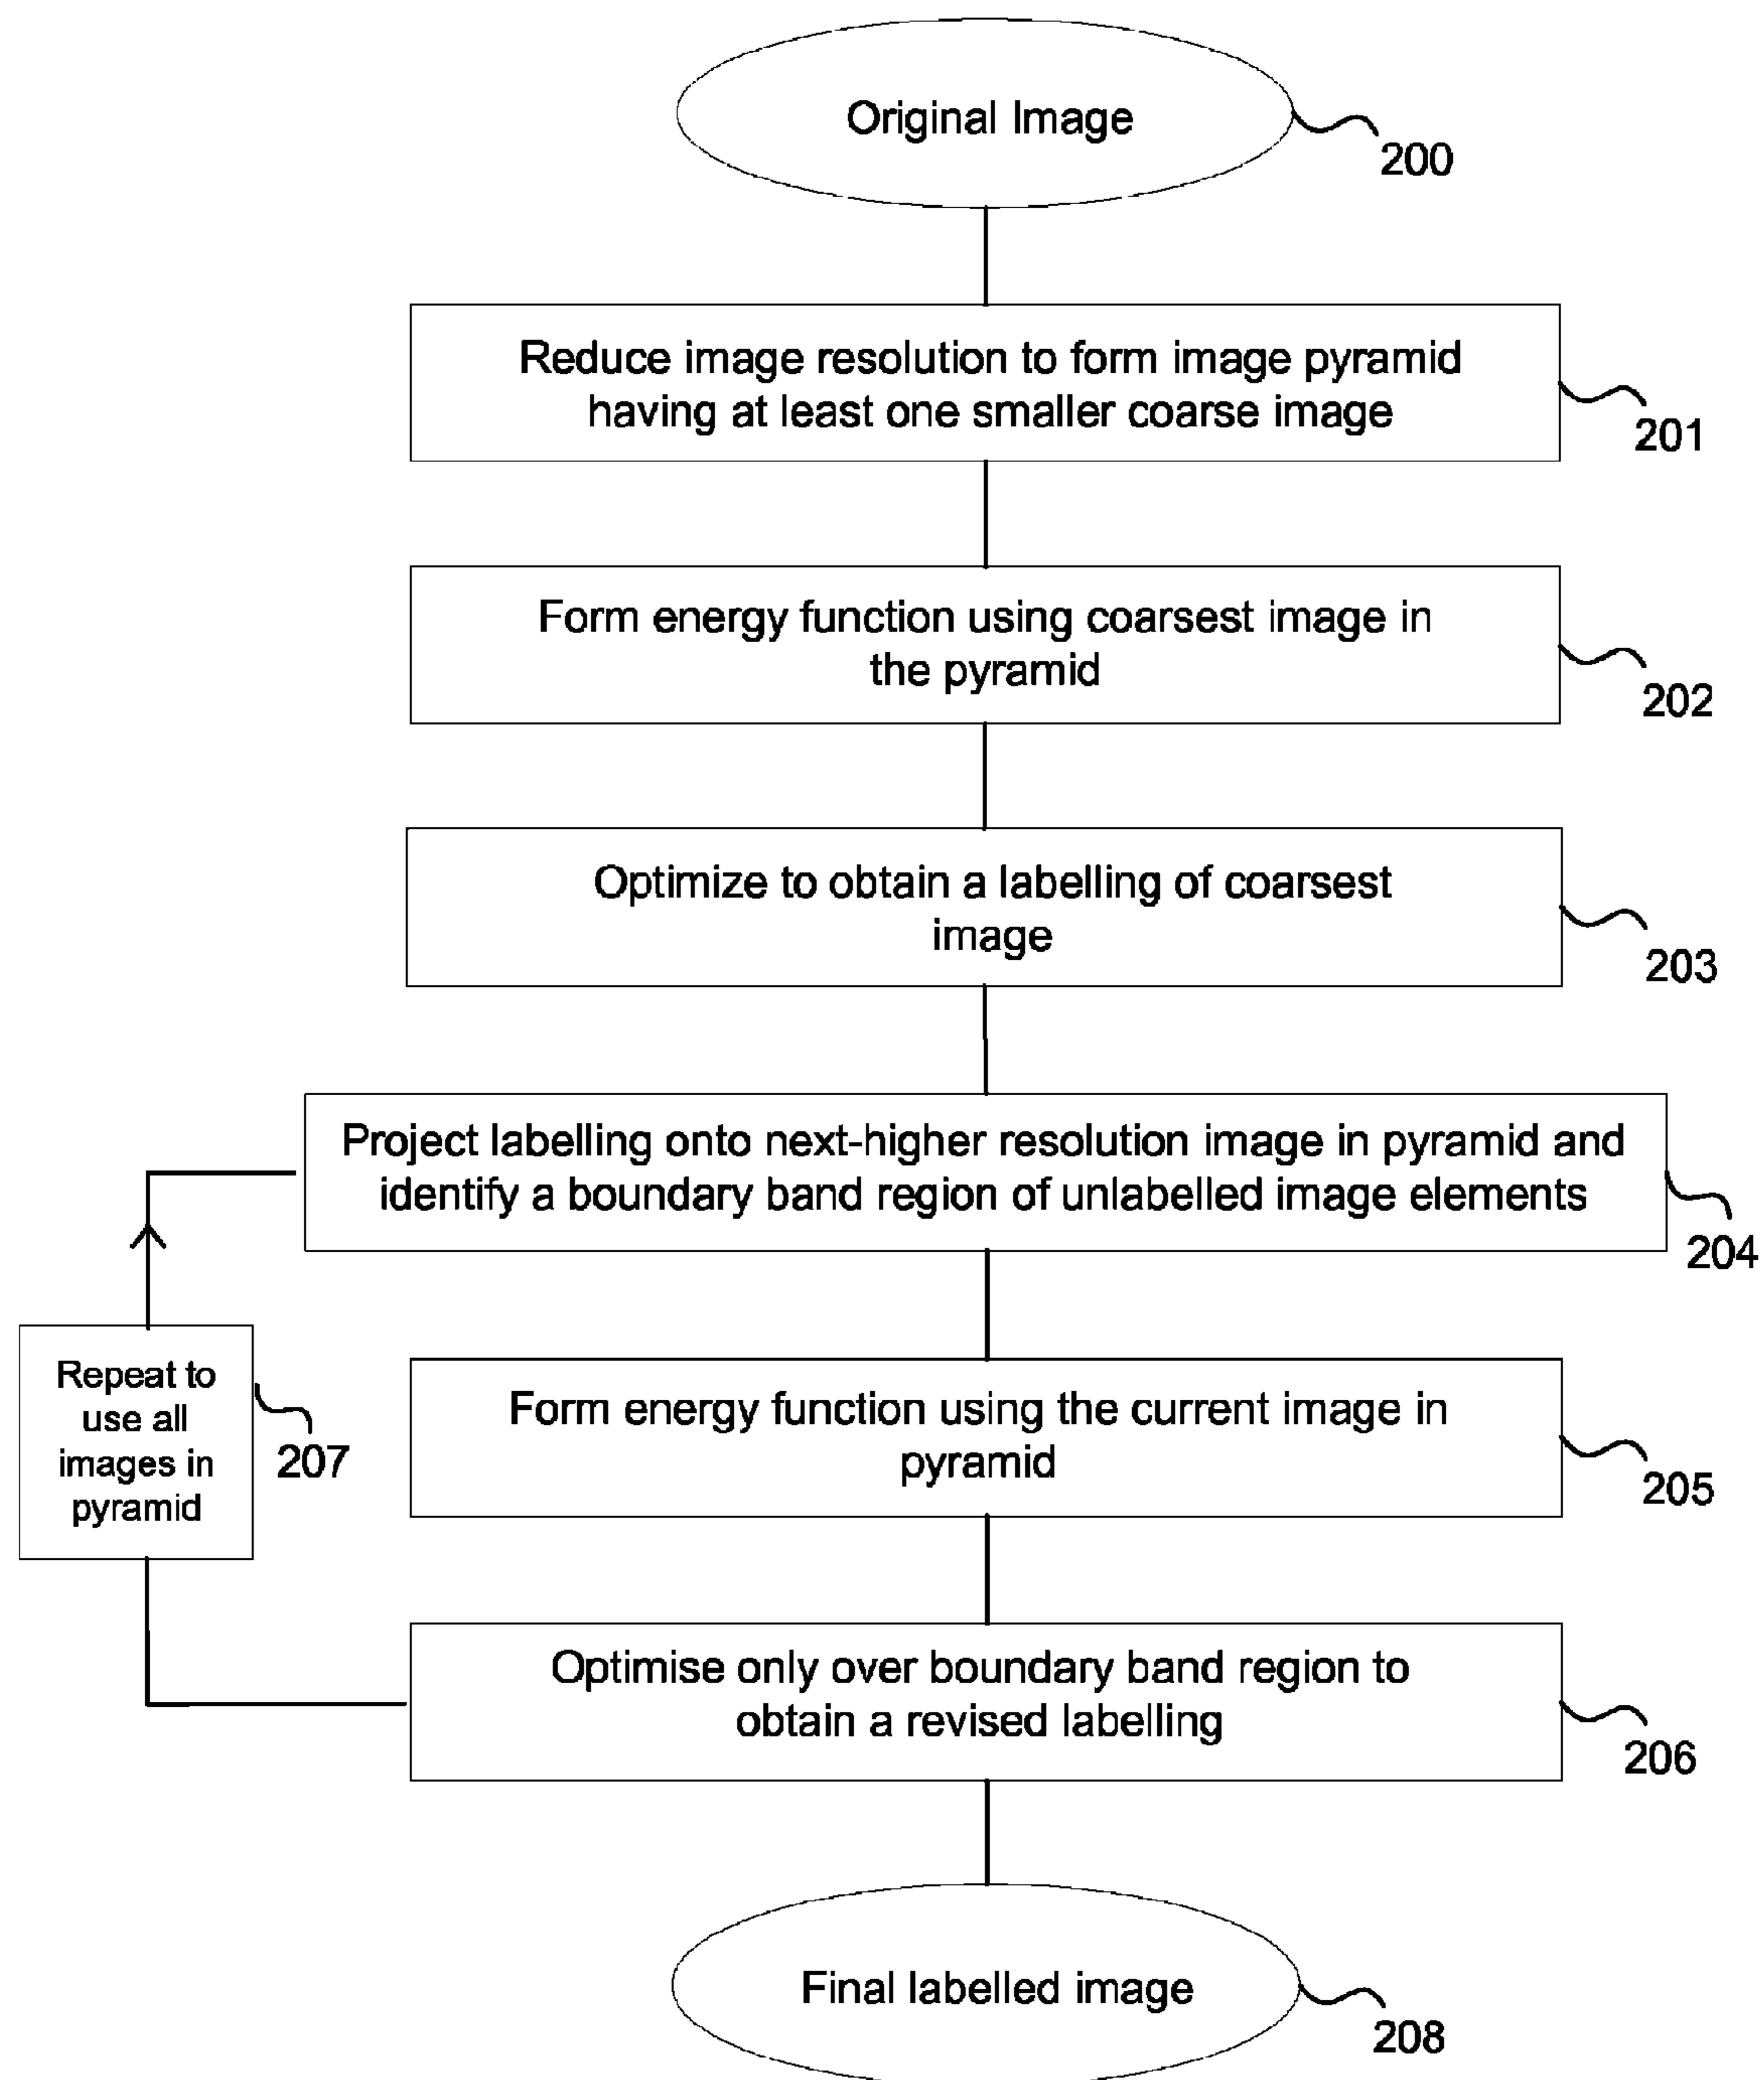 Original Image
200
Reduce image resolution to form image pyramid
having at least one smaller coarse image
201
Form energy function using coarsest image in
the pyramid
202
Optimize to obtain a labelling of coarsest
image
203
Project labelling onto next-higher resolution image in pyramid and
identify a boundary band region of unlabelled image elements
204
Repeat to
use all
images in
pyramid
207
Form energy function using the current image in
pyramid
205
Optimise only over boundary band region to
obtain a revised labelling
206
Final labelled image
208